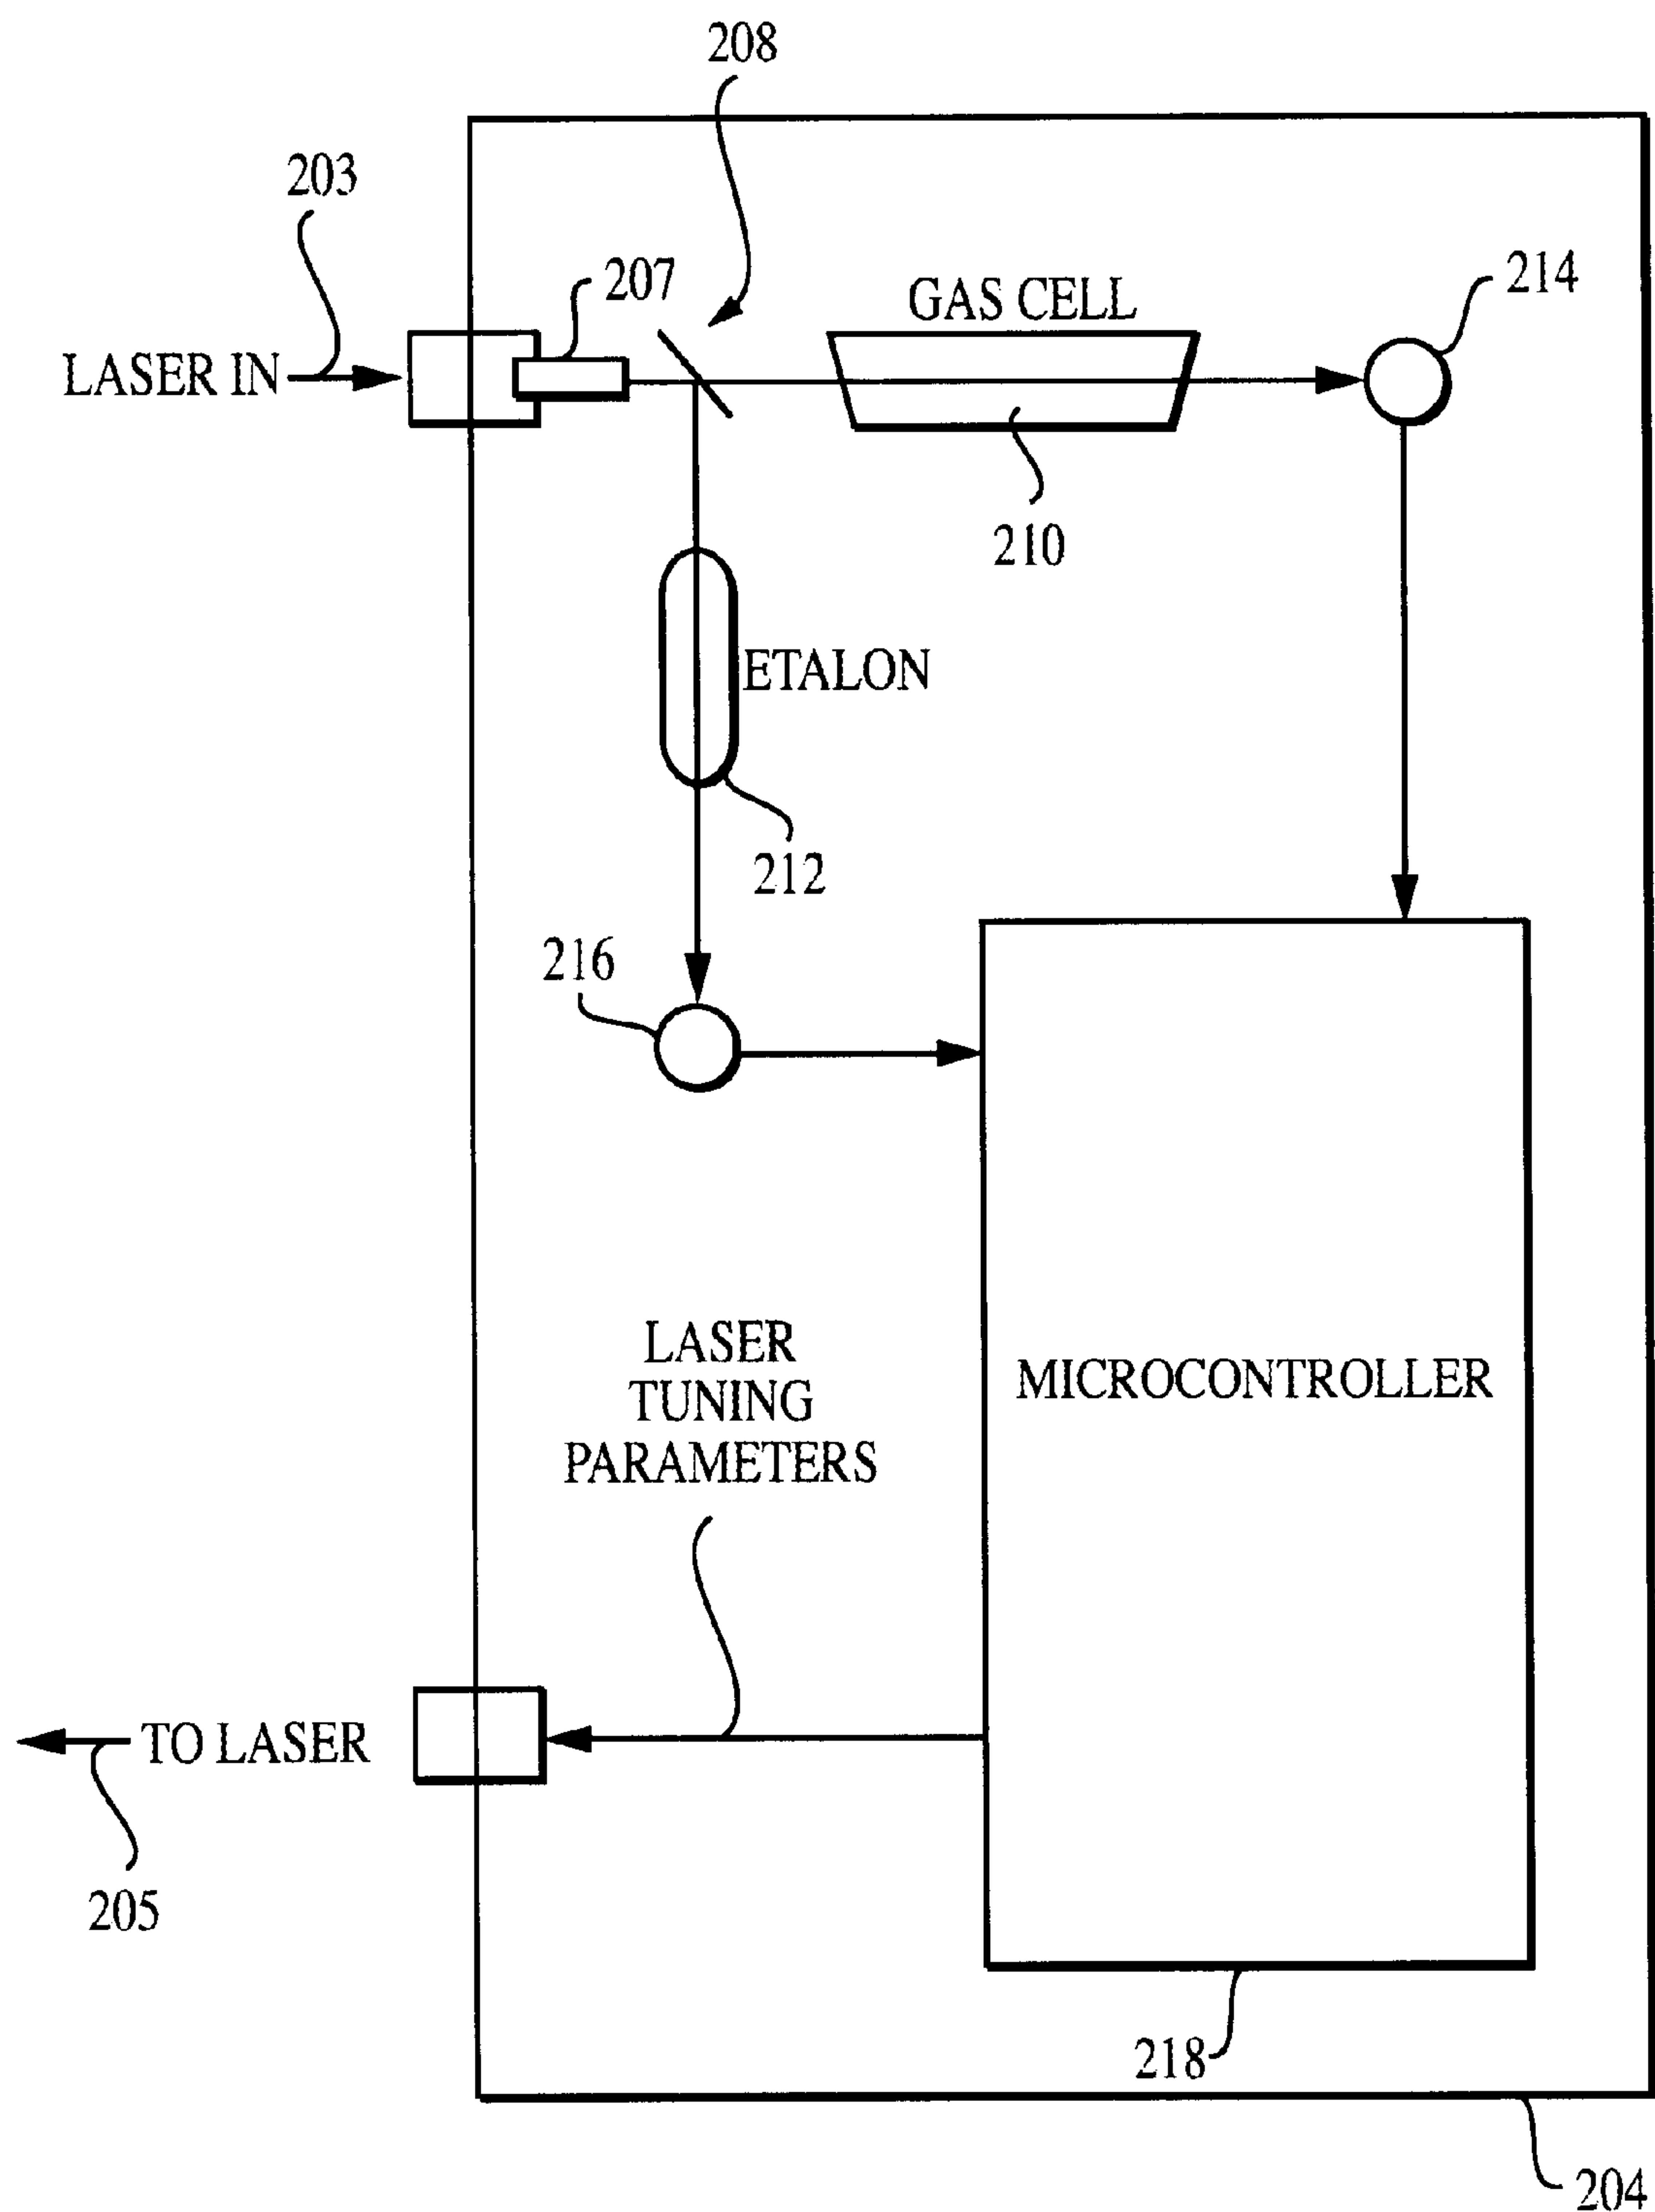 208
203
207
GAS CELL
214
LASER IN
210
ETALON
212
216
LASER
TUNING
PARAMETERS
MICROCONTROLLER
TO LASER
205
218
204